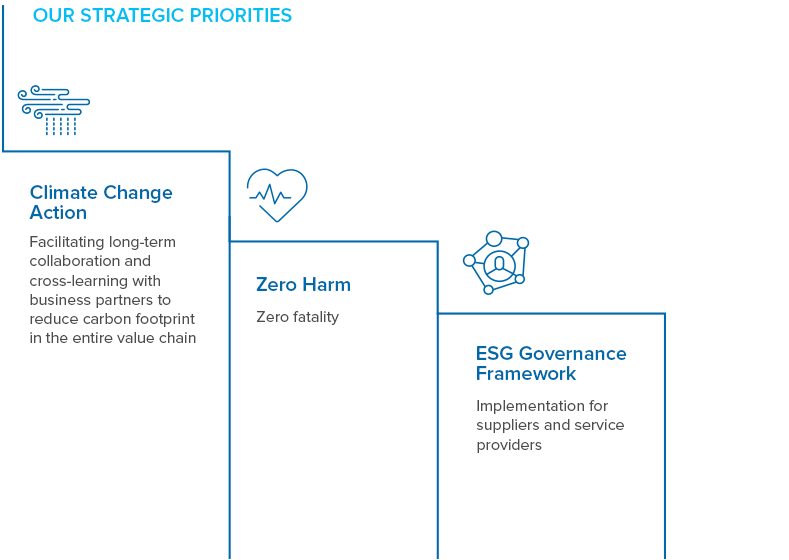 OUR STRATEGIC PRIORITIES
Climate Change
Action
Facilitating long-term
collaboration and
cross-learning with
business partners to
reduce carbon footprint
in the entire value chain
Zero Harm
Zero fatality
ESG Governance
Framework
Implementation for
suppliers and service
providers